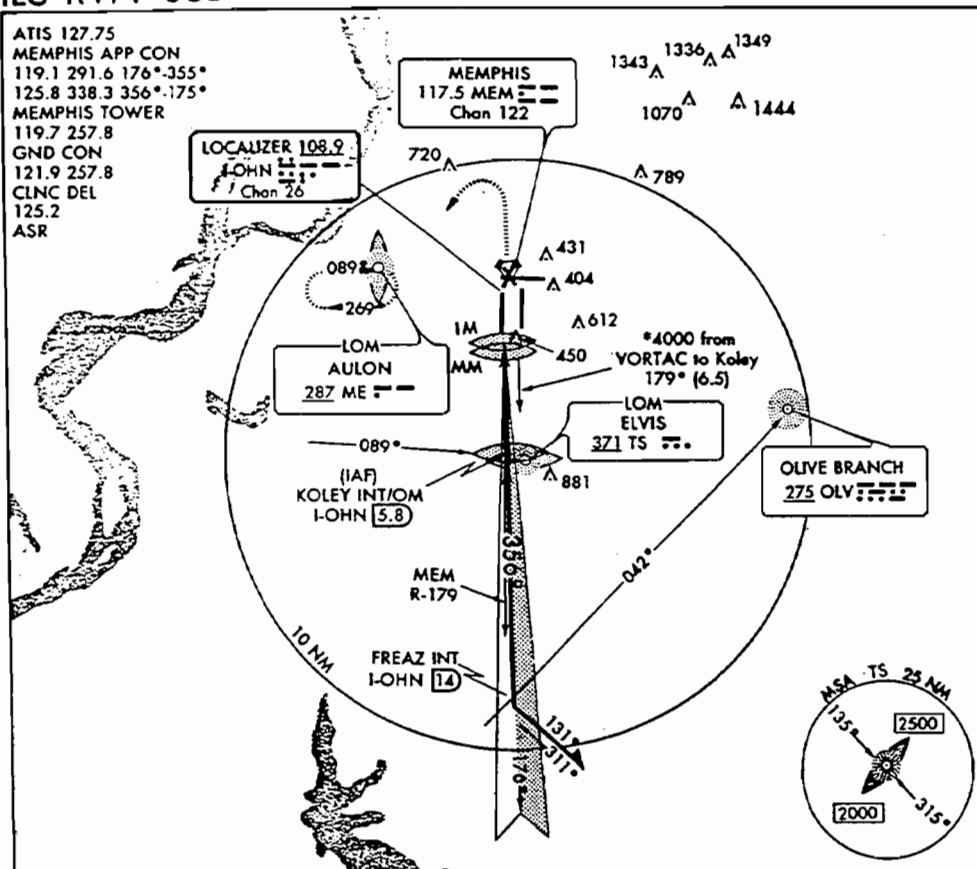 ATIS 127.75
MEMPHIS APP CON
119.1 291.6 176°-355°
125.8 338.3 356°-175°
MEMPHIS TOWER
119.7 257.8
GND CON
121.9 257.8
CLNC DEL
125.2
ASR
MEMPHIS
117.5 MEM
Chan 122
1343
1336
1349
1070
1444
LOCALIZER 108.9
I-OHN
Chan 26
720
789
431
404
089°
269°
612
IM
MM
450
*4000 from
VORTAC to Koley
179° (6.5)
LOM
AULON
287 ME
LOM
ELVIS
371 TS
089°
(IAF)
KOLEY INT/OM
I-OHN 5.8
881
OLIVE BRANCH
275 OLV
MEM
R-179
042°
10 NM
FREAZ INT
I-OHN 14
131°
311°
MSA TS 25 NM
135°
2500
2000
315°